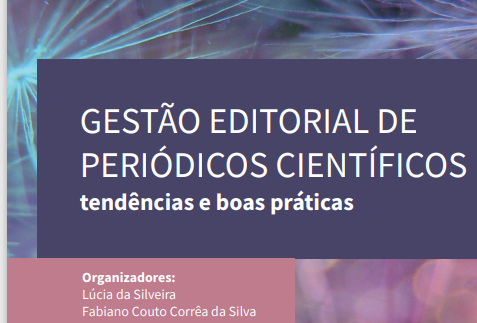 GESTÃO EDITORIAL DE
PERIÓDICOS CIENTÍFICOS
tendências e boas práticas
Organizadores:
Lúcia da Silveira
Fabiano Couto Corrêa da Silva